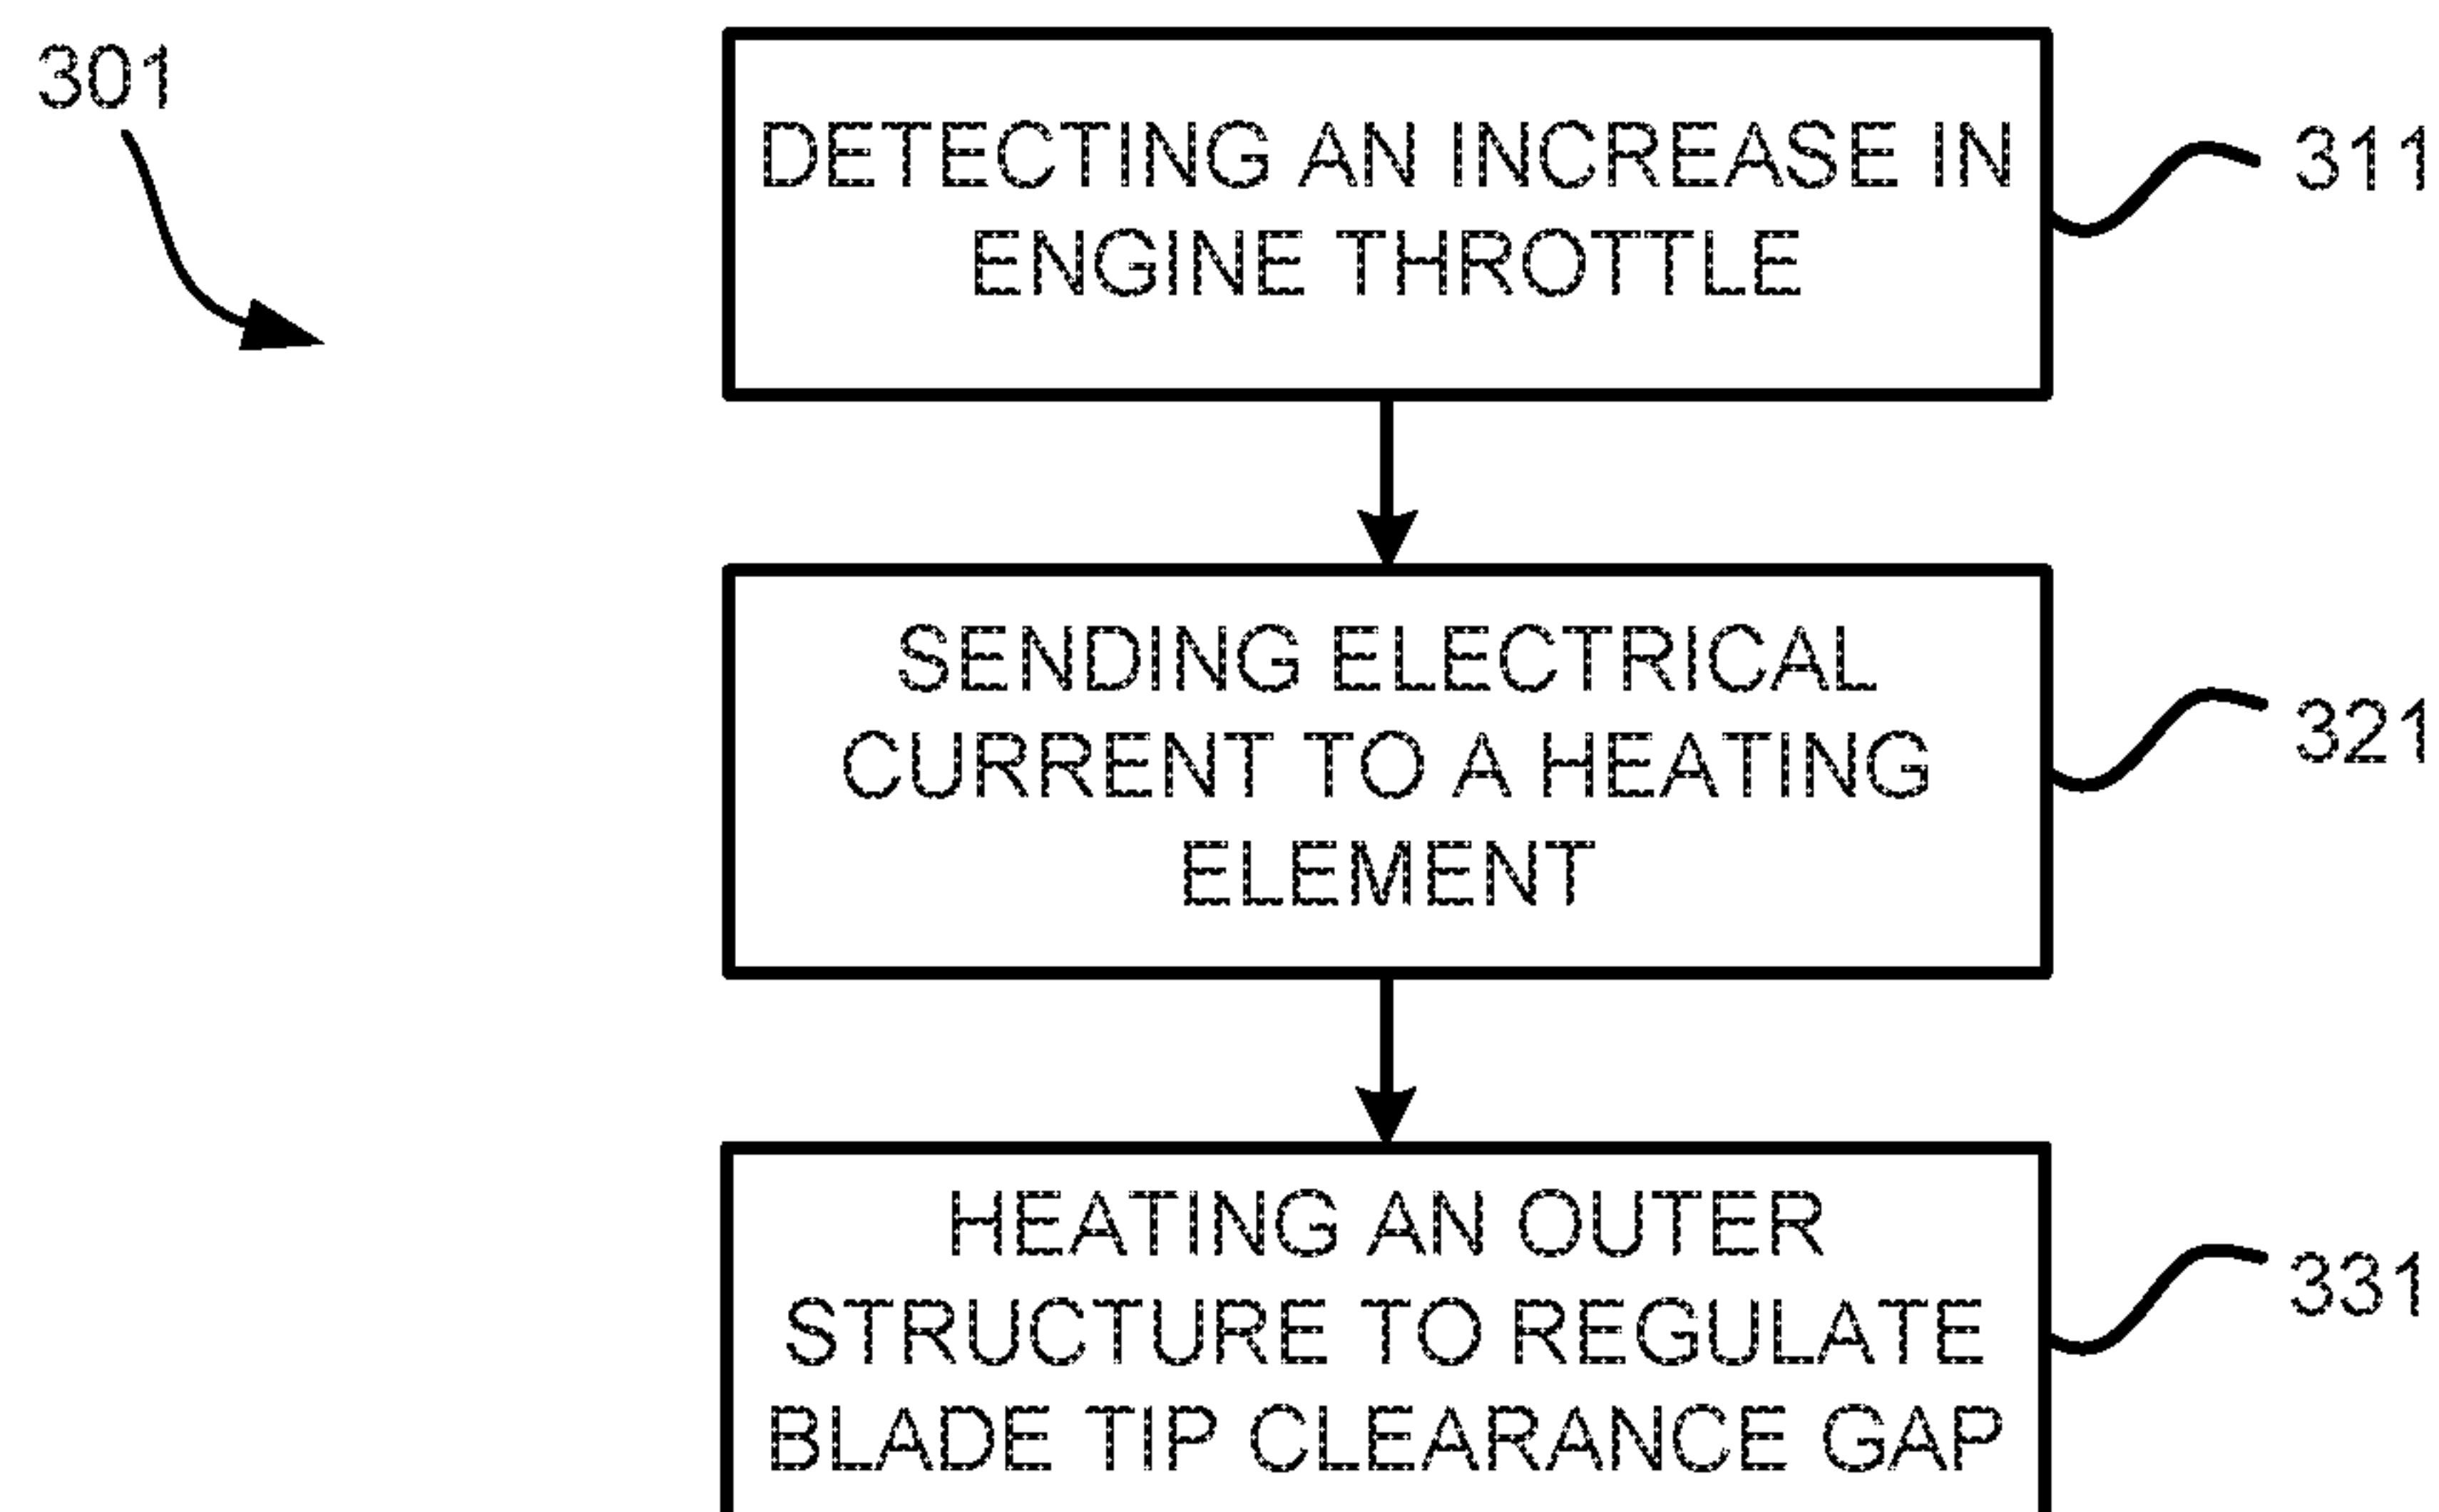 301
DETECTING AN INCREASE IN
ENGINE THROTTLE
311
SENDING ELECTRICAL
CURRENT TO A HEATING
ELEMENT
321
HEATING AN OUTER
STRUCTURE TO REGULATE
BLADE TIP CLEARANCE GAP
331